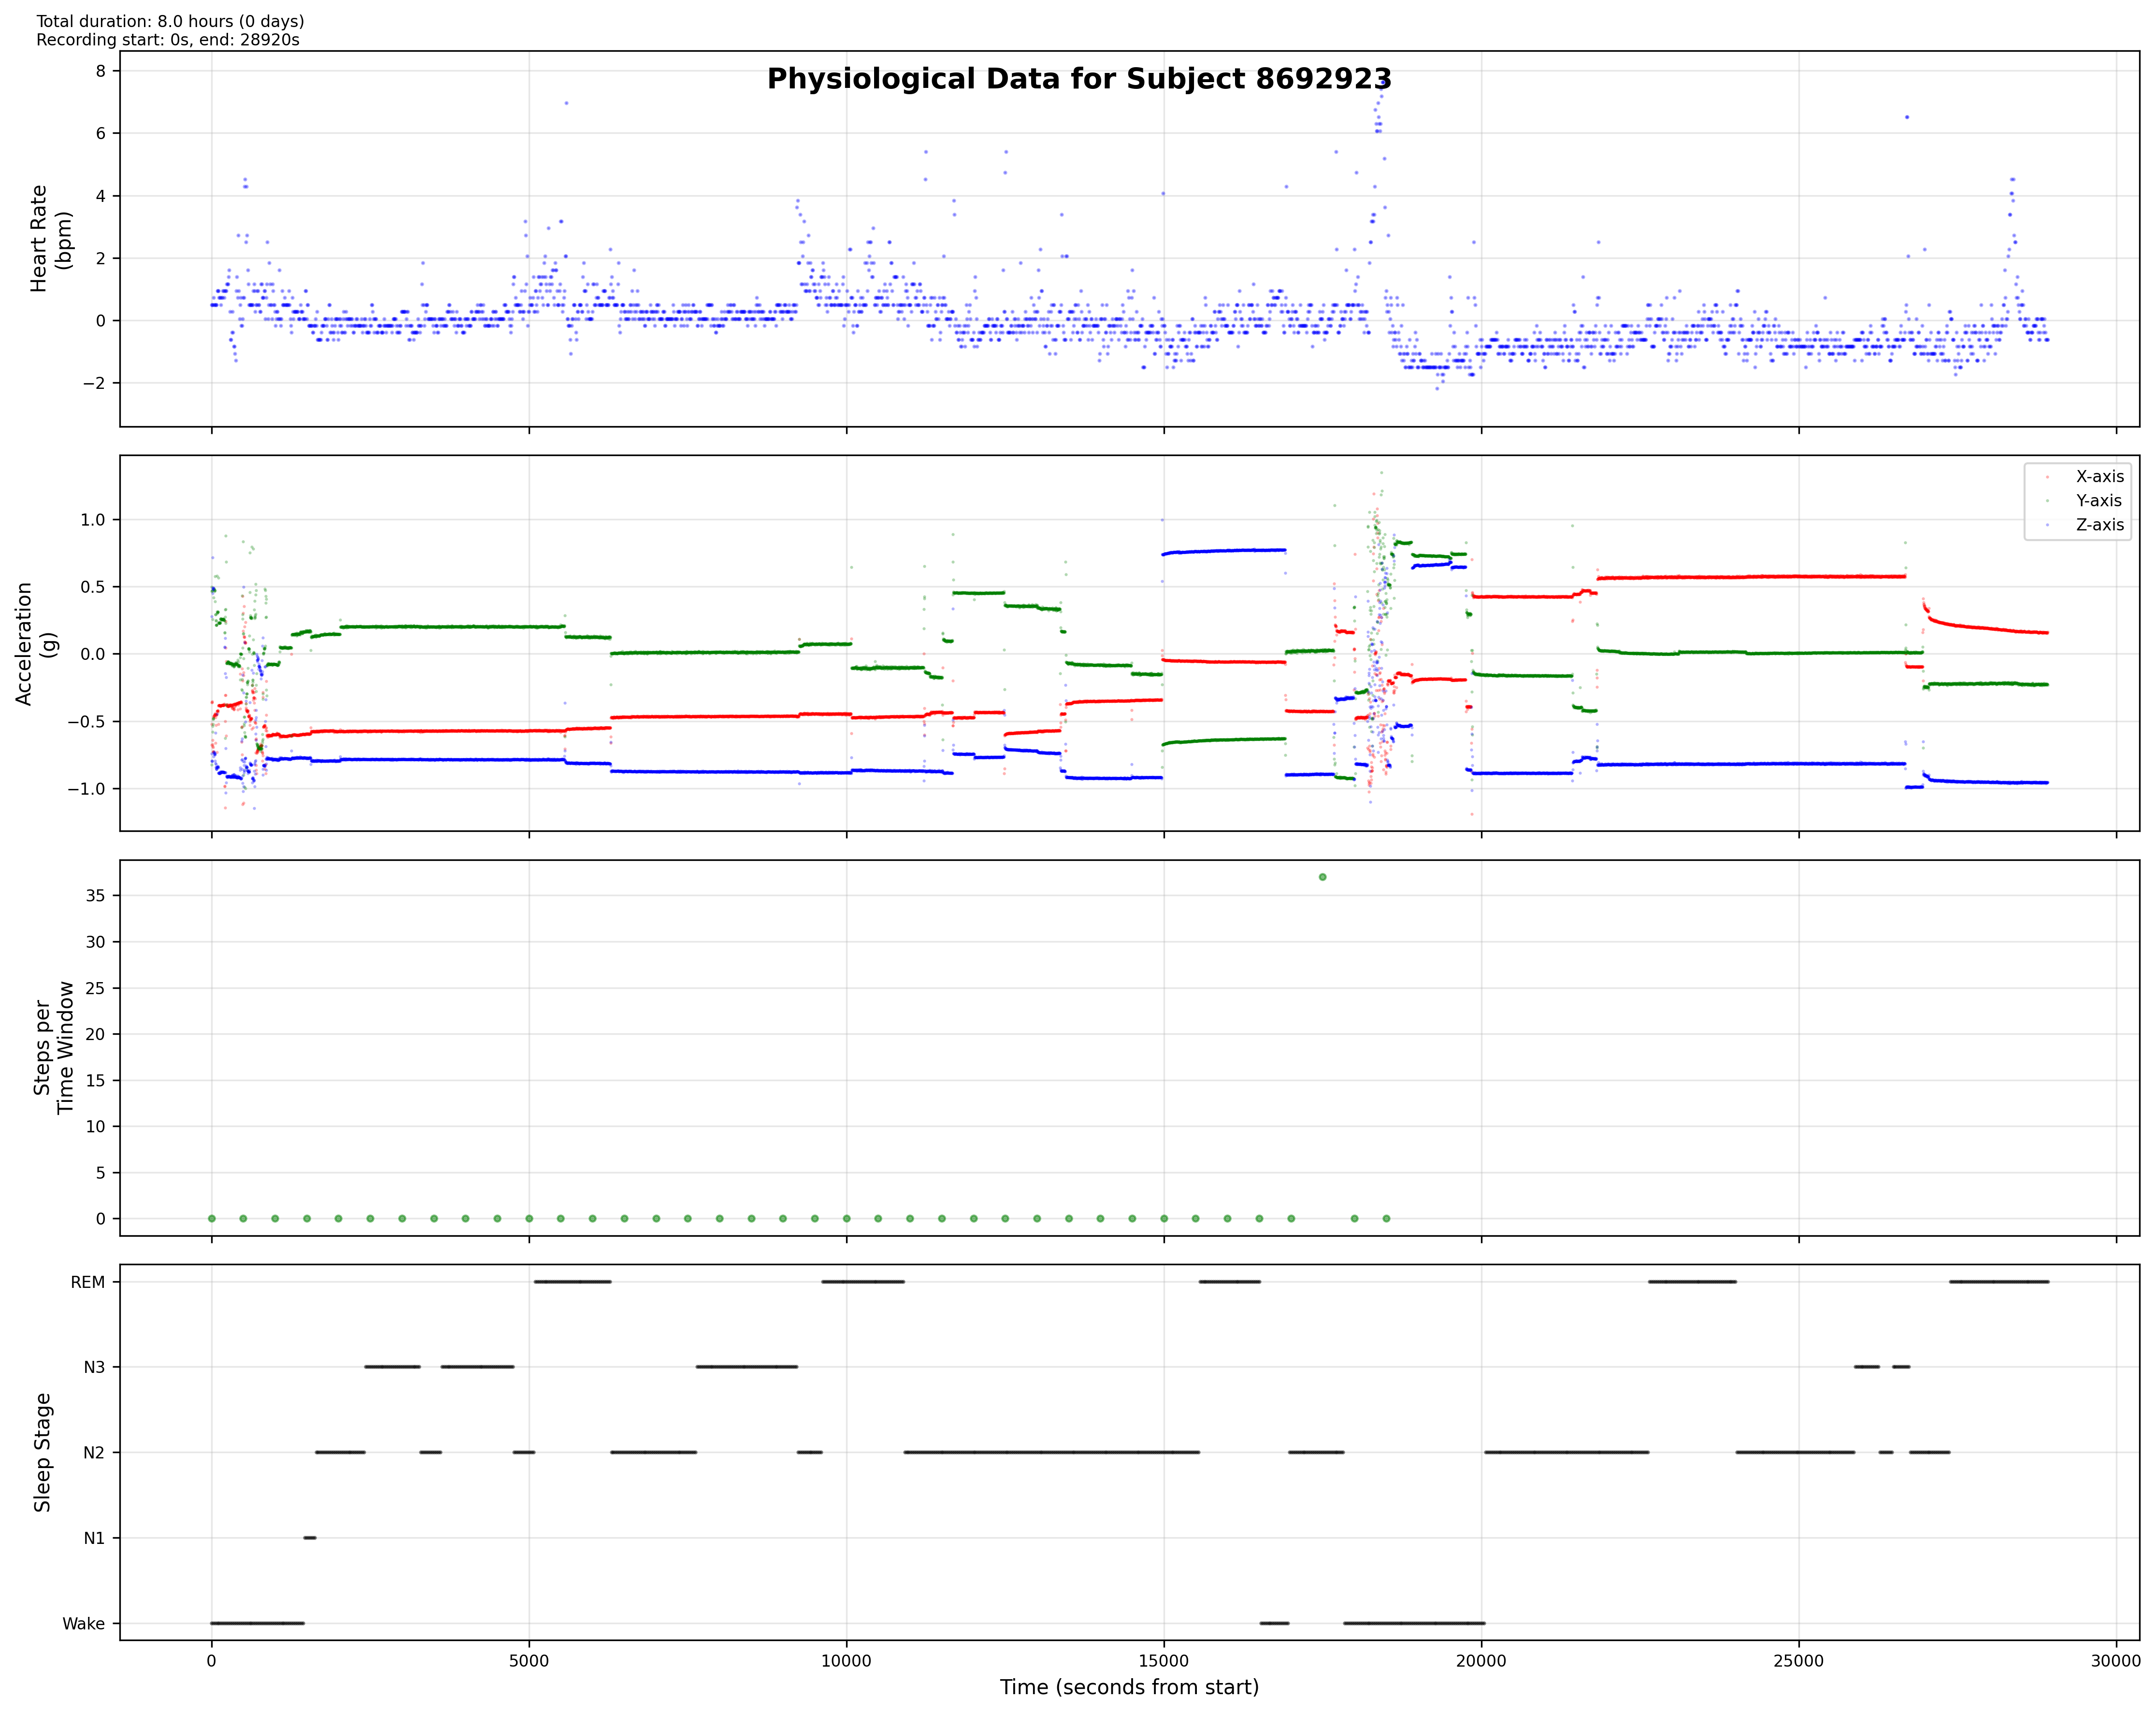 Total duration: 8.0 hours (0 days)
Recording start: 0s, end: 28920s
Physiological Data for Subject 8692923
8
6
4
2
0
−2
Heart Rate
(bpm)
X-axis
Y-axis
Z-axis
1.0
0.5
0.0
−0.5
−1.0
Acceleration
(g)
35
30
25
20
15
10
5
0
Steps per
Time Window
REM
N3
N2
N1
Wake
Sleep Stage
0 5000 10000 15000 20000 25000 30000
Time (seconds from start)